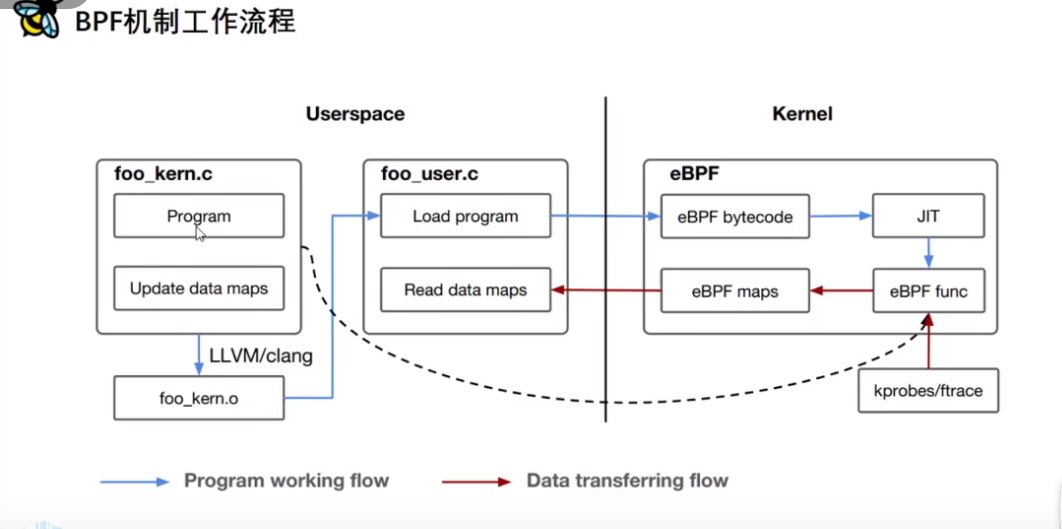 BPF机制工作流程
Userspace
Kernel
foo_kern.c
Program
Update data maps
LLVM/clang
foo_kern.o
foo_user.c
Load program
Read data maps
eBPF
eBPF bytecode
JIT
eBPF maps
eBPF func
kprobes/ftrace
Program working flow
Data transferring flow